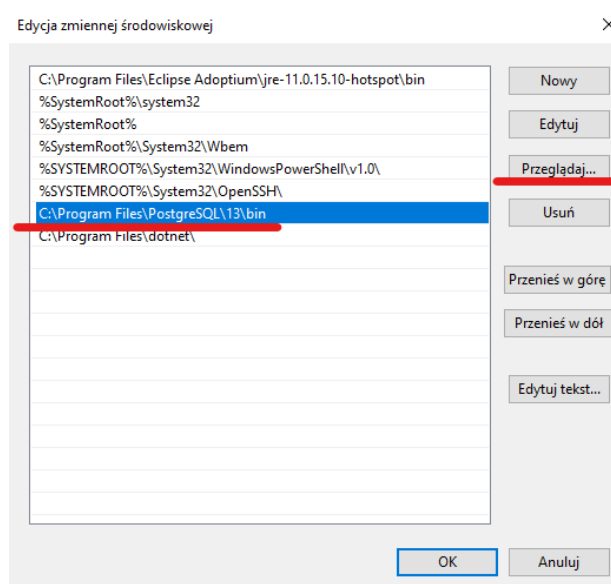 Edycja zmiennej środowiskowej
C:\Program Files\Eclipse Adoptium\jre-11.0.15.10-hotspot\bin
%SystemRoot%\system32
%SystemRoot%
%SystemRoot%\System32\Wbem
%SYSTEMROOT%\System32\WindowsPowerShell\v1.0\
%SYSTEMROOT%\System32\OpenSSH\
C:\Program Files\PostgreSQL\13\bin
C:\Program Files\dotnet\
Nowy
Edytuj
Przeglądaj...
Usuń
Przenieś w górę
Przenieś w dół
Edytuj tekst...
OK
Anuluj